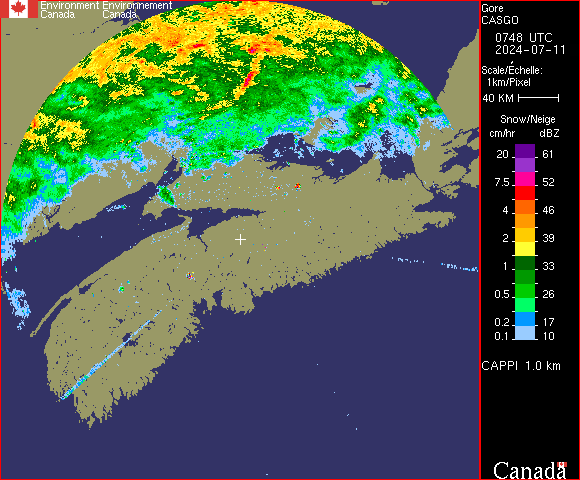 Environment Environnement
Canada Canada
Gore
CASGO
0748 UTC
2024-07-11
Scale/Échelle:
1km/Pixel
40 KM
Snow/Neige
cm/hr dBZ
20 61
52
7.5
4 46
2 39
1 33
0.5 26
0.2 17
0.1 10
CAPPI 1.0 km
Canada